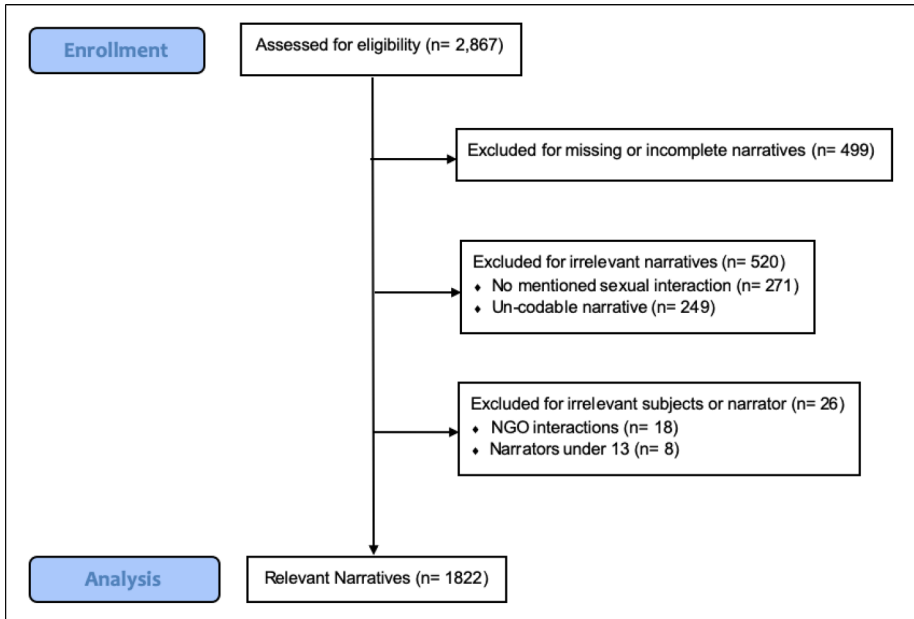 Enrollment
Assessed for eligibility (n= 2,867)
Excluded for missing or incomplete narratives (n= 499)
Excluded for irrelevant narratives (n= 520)
♦ No mentioned sexual interaction (n= 271)
♦ Un-codable narrative (n= 249)
Excluded for irrelevant subjects or narrator (n= 26)
♦ NGO interactions (n= 18)
♦ Narrators under 13 (n= 8)
Analysis
Relevant Narratives (n= 1822)